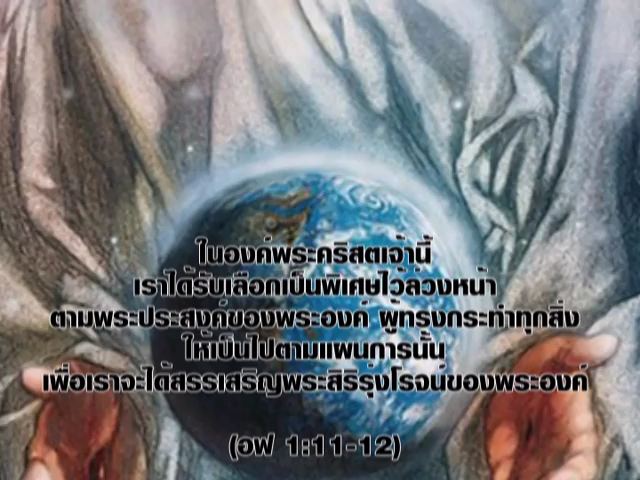 ในองค์พระคริสตเจ้านี้
เราได้รับเลือกเป็นพิเศษไว้ล่วงหน้า
ตามพระประสงค์ของพระองค์ ผู้ทรงกระทำทุกสิ่ง
ให้เป็นไปตามแผนการนั้น
เพื่อเราจะได้สรรเสริญพระสิริรุ่งโรจน์ของพระองค์
(อฟ 1:11-12)